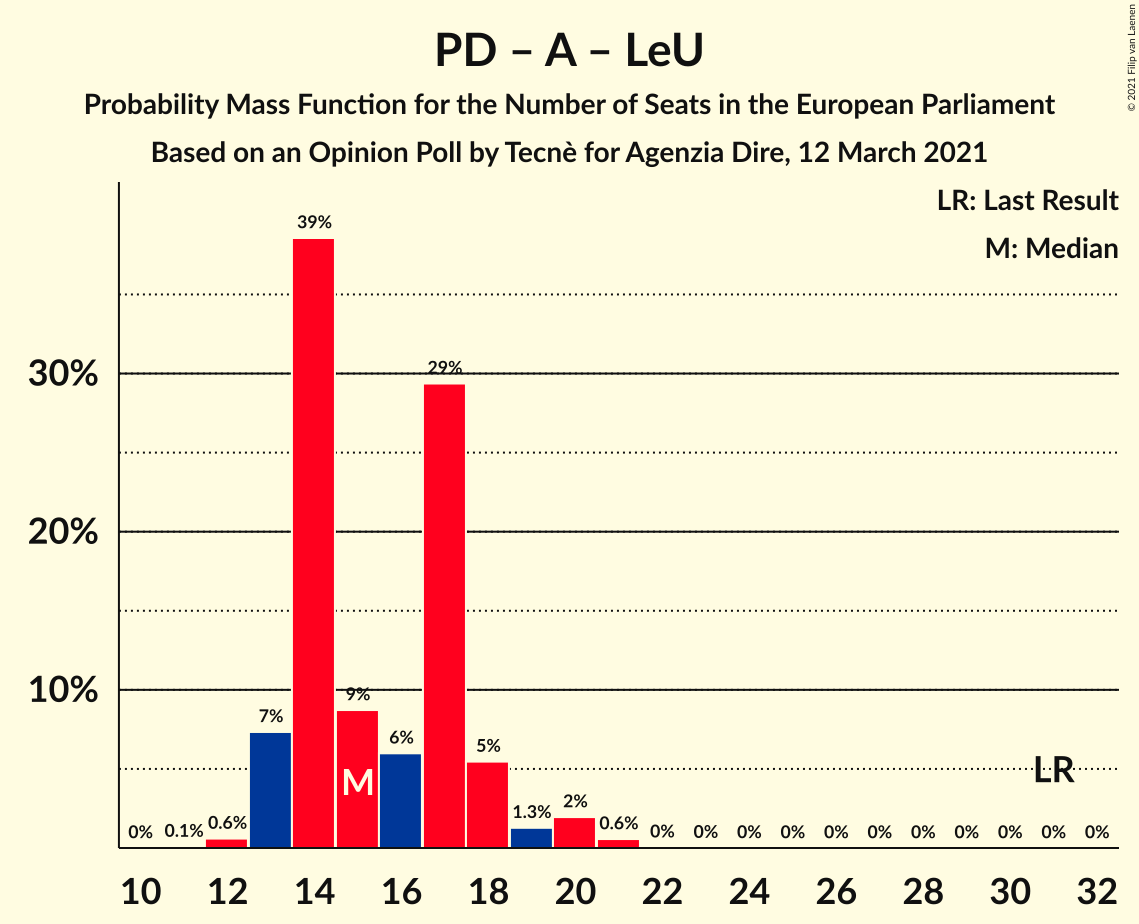 PD – A – LeU
Probability Mass Function for the Number of Seats in the European Parliament
Based on an Opinion Poll by Tecnè for Agenzia Dire, 12 March 2021
© 2021 Filip van Laenen
LR: Last Result
M: Median
39%
30%
29%
20%
10%
9%
7%
6%
5%
M
LR
0%
0.1%
0.6%
1.3%
2%
0.6%
0%
0%
0%
0%
0%
0%
0%
0%
0%
0%
0%
10 12 14 16 18 20 22 24 26 28 30 32